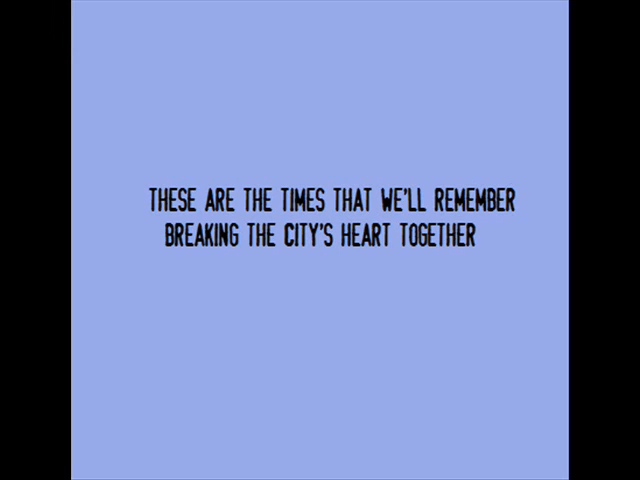 THESE ARE THE TIMES THAT WE'LL REMEMBER
BREAKING THE CITY'S HEART TOGETHER